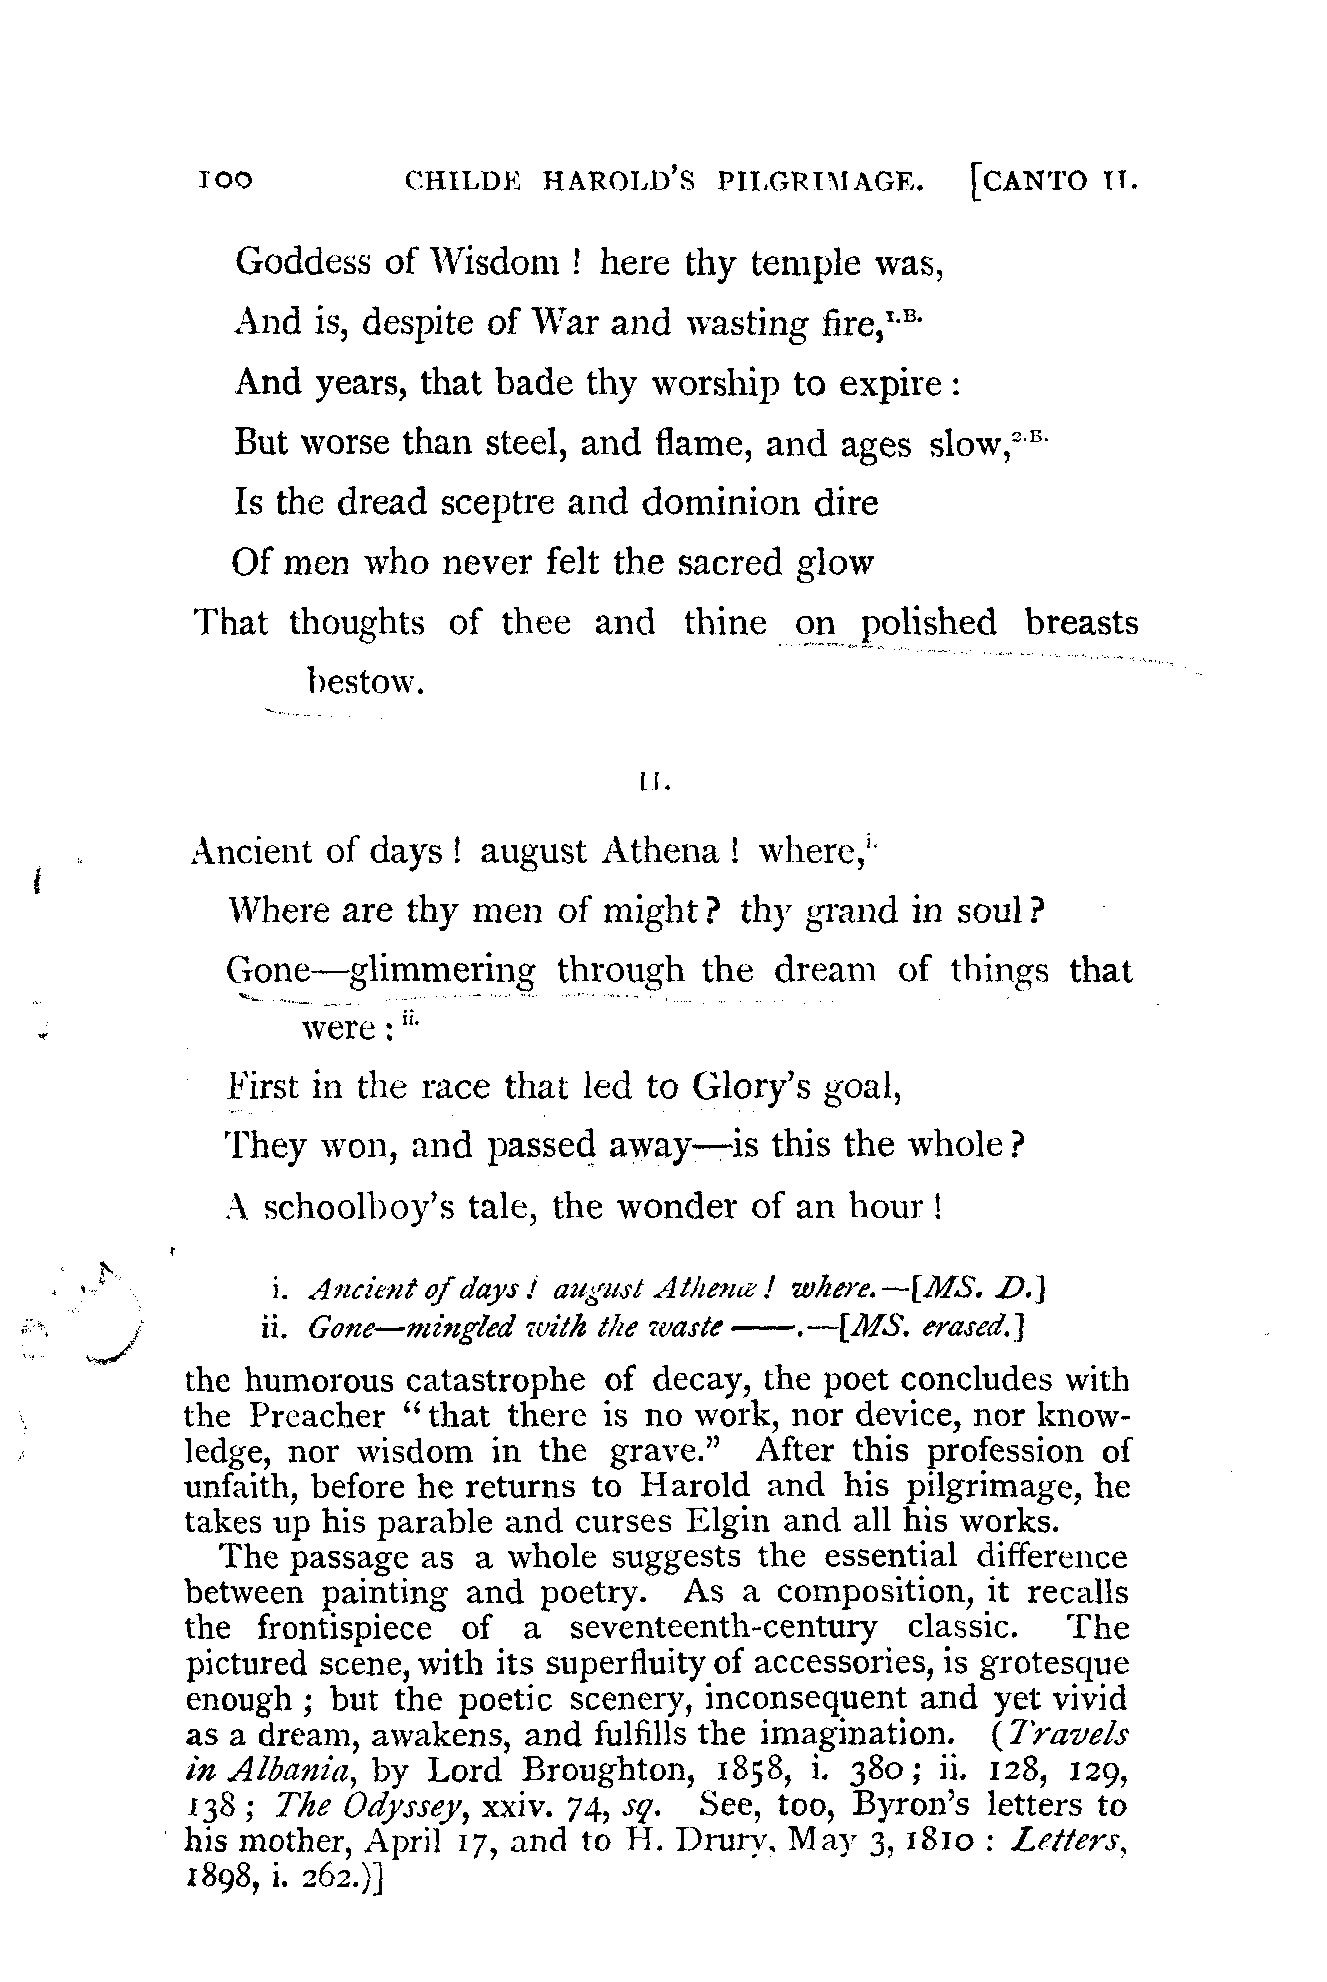 100 CHILDE HAROLD'S PILGRIMAGE. [CANTO II.
Goddess of Wisdom! here thy temple was,
And is, despite of War and wasting fire,1.B.
And years, that bade thy worship to expire:
But worse than steel, and flame, and ages slow,2.B.
Is the dread sceptre and dominion dire
Of men who never felt the sacred glow
That thoughts of thee and thine on polished breasts
bestow.
II.
Ancient of days! august Athena! where,i.
Where are thy men of might? thy grand in soul?
Gone—glimmering through the dream of things that
were:ii.
First in the race that led to Glory's goal,
They won, and passed away—is this the whole?
A schoolboy's tale, the wonder of an hour!
i. Ancient of days! august Athenæ! where.—[MS. D.]
ii. Gone—mingled with the waste ——.—[MS. erased.]
the humorous catastrophe of decay, the poet concludes with
the Preacher "that there is no work, nor device, nor know-
ledge, nor wisdom in the grave." After this profession of
unfaith, before he returns to Harold and his pilgrimage, he
takes up his parable and curses Elgin and all his works.
The passage as a whole suggests the essential difference
between painting and poetry. As a composition, it recalls
the frontispiece of a seventeenth-century classic. The
pictured scene, with its superfluity of accessories, is grotesque
enough; but the poetic scenery, inconsequent and yet vivid
as a dream, awakens, and fulfills the imagination. (Travels
in Albania, by Lord Broughton, 1858, i. 380; ii. 128, 129,
138; The Odyssey, xxiv. 74, sq. See, too, Byron's letters to
his mother, April 17, and to H. Drury, May 3, 1810: Letters,
1898, i. 262.)]